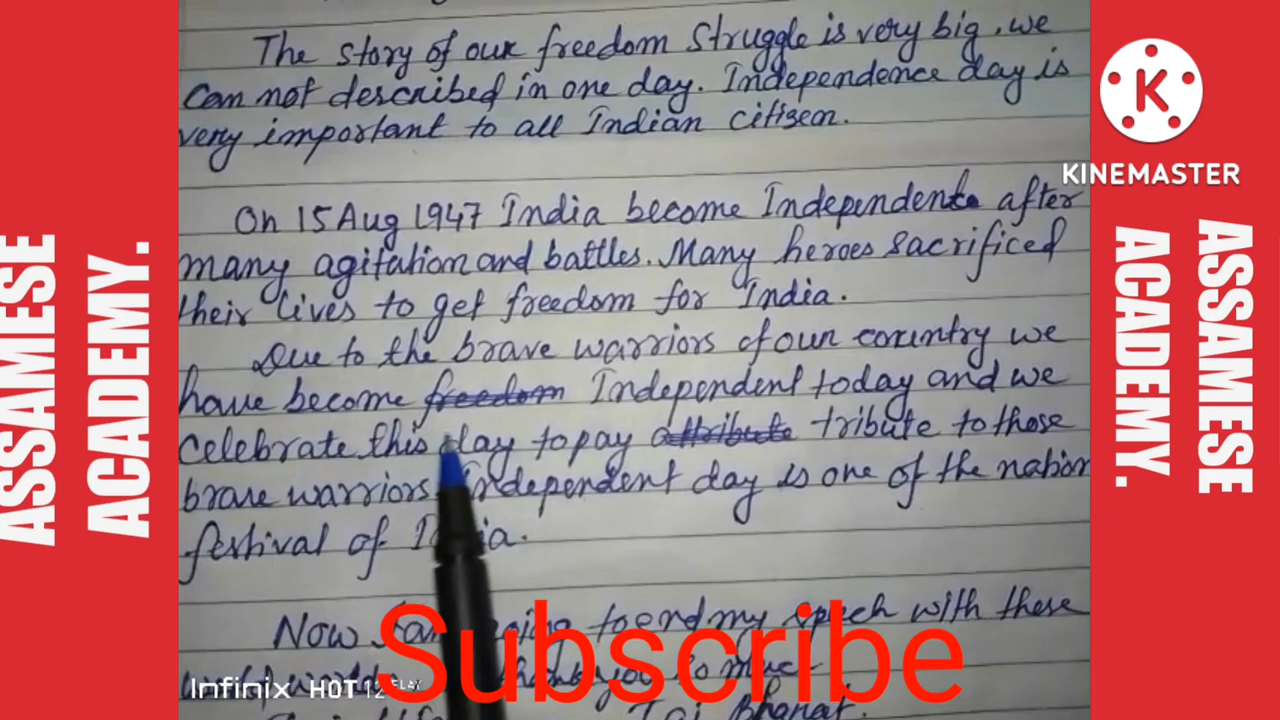 The story of our freedom Struggle is very big, we
can not described in one day. Independence day is
very important to all Indian citizen.
On 15 Aug 1947 India become Independent after
many agitation and battles. Many heroes sacrificed
their lives to get freedom for India.
Due to the brave warriors of our country we
have become freedom Independent today and we
celebrate this day to pay attribute tribute to those
brave warriors. Independent day is one of the nation
festival of India.
Now I am going to end my speech with these
thank you so much
Jai Bharat.
Subscribe
Infinix HOT 12 PLAY
ASSAMESE
ACADEMY.
K
KINEMASTER
ASSAMESE
ACADEMY.